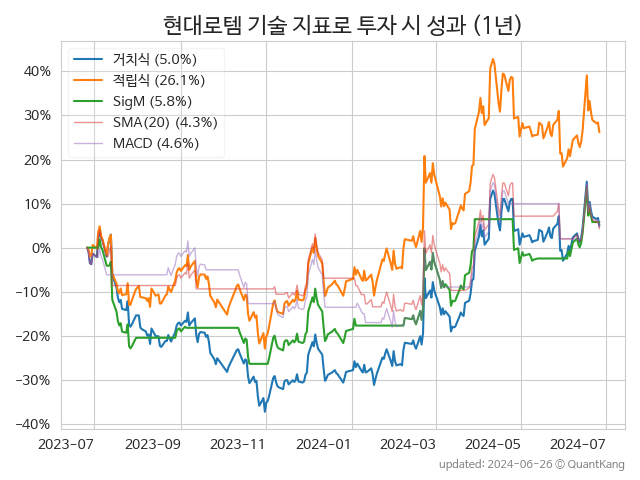 현대로템 기술 지표로 투자 시 성과 (1년)
거치식 (5.0%)
적립식 (26.1%)
SigM (5.8%)
SMA(20) (4.3%)
MACD (4.6%)
40%
30%
20%
10%
0%
−10%
−20%
−30%
−40%
2023-07 2023-09 2023-11 2024-01 2024-03 2024-05 2024-07
updated: 2024-06-26 ⓒ QuantKang